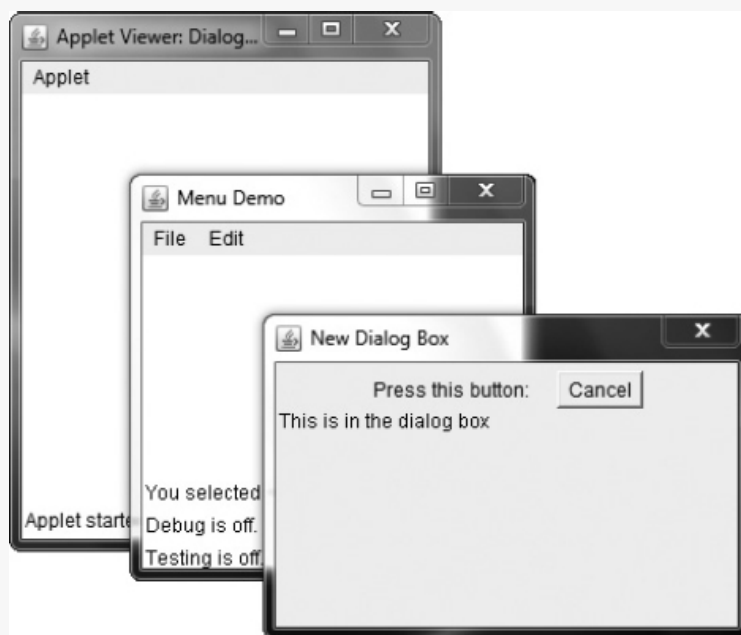 Applet Viewer: Dialog...
Applet
Menu Demo
File Edit
New Dialog Box
Press this button: Cancel
This is in the dialog box
You selected
Applet starte
Debug is off.
Testing is off.